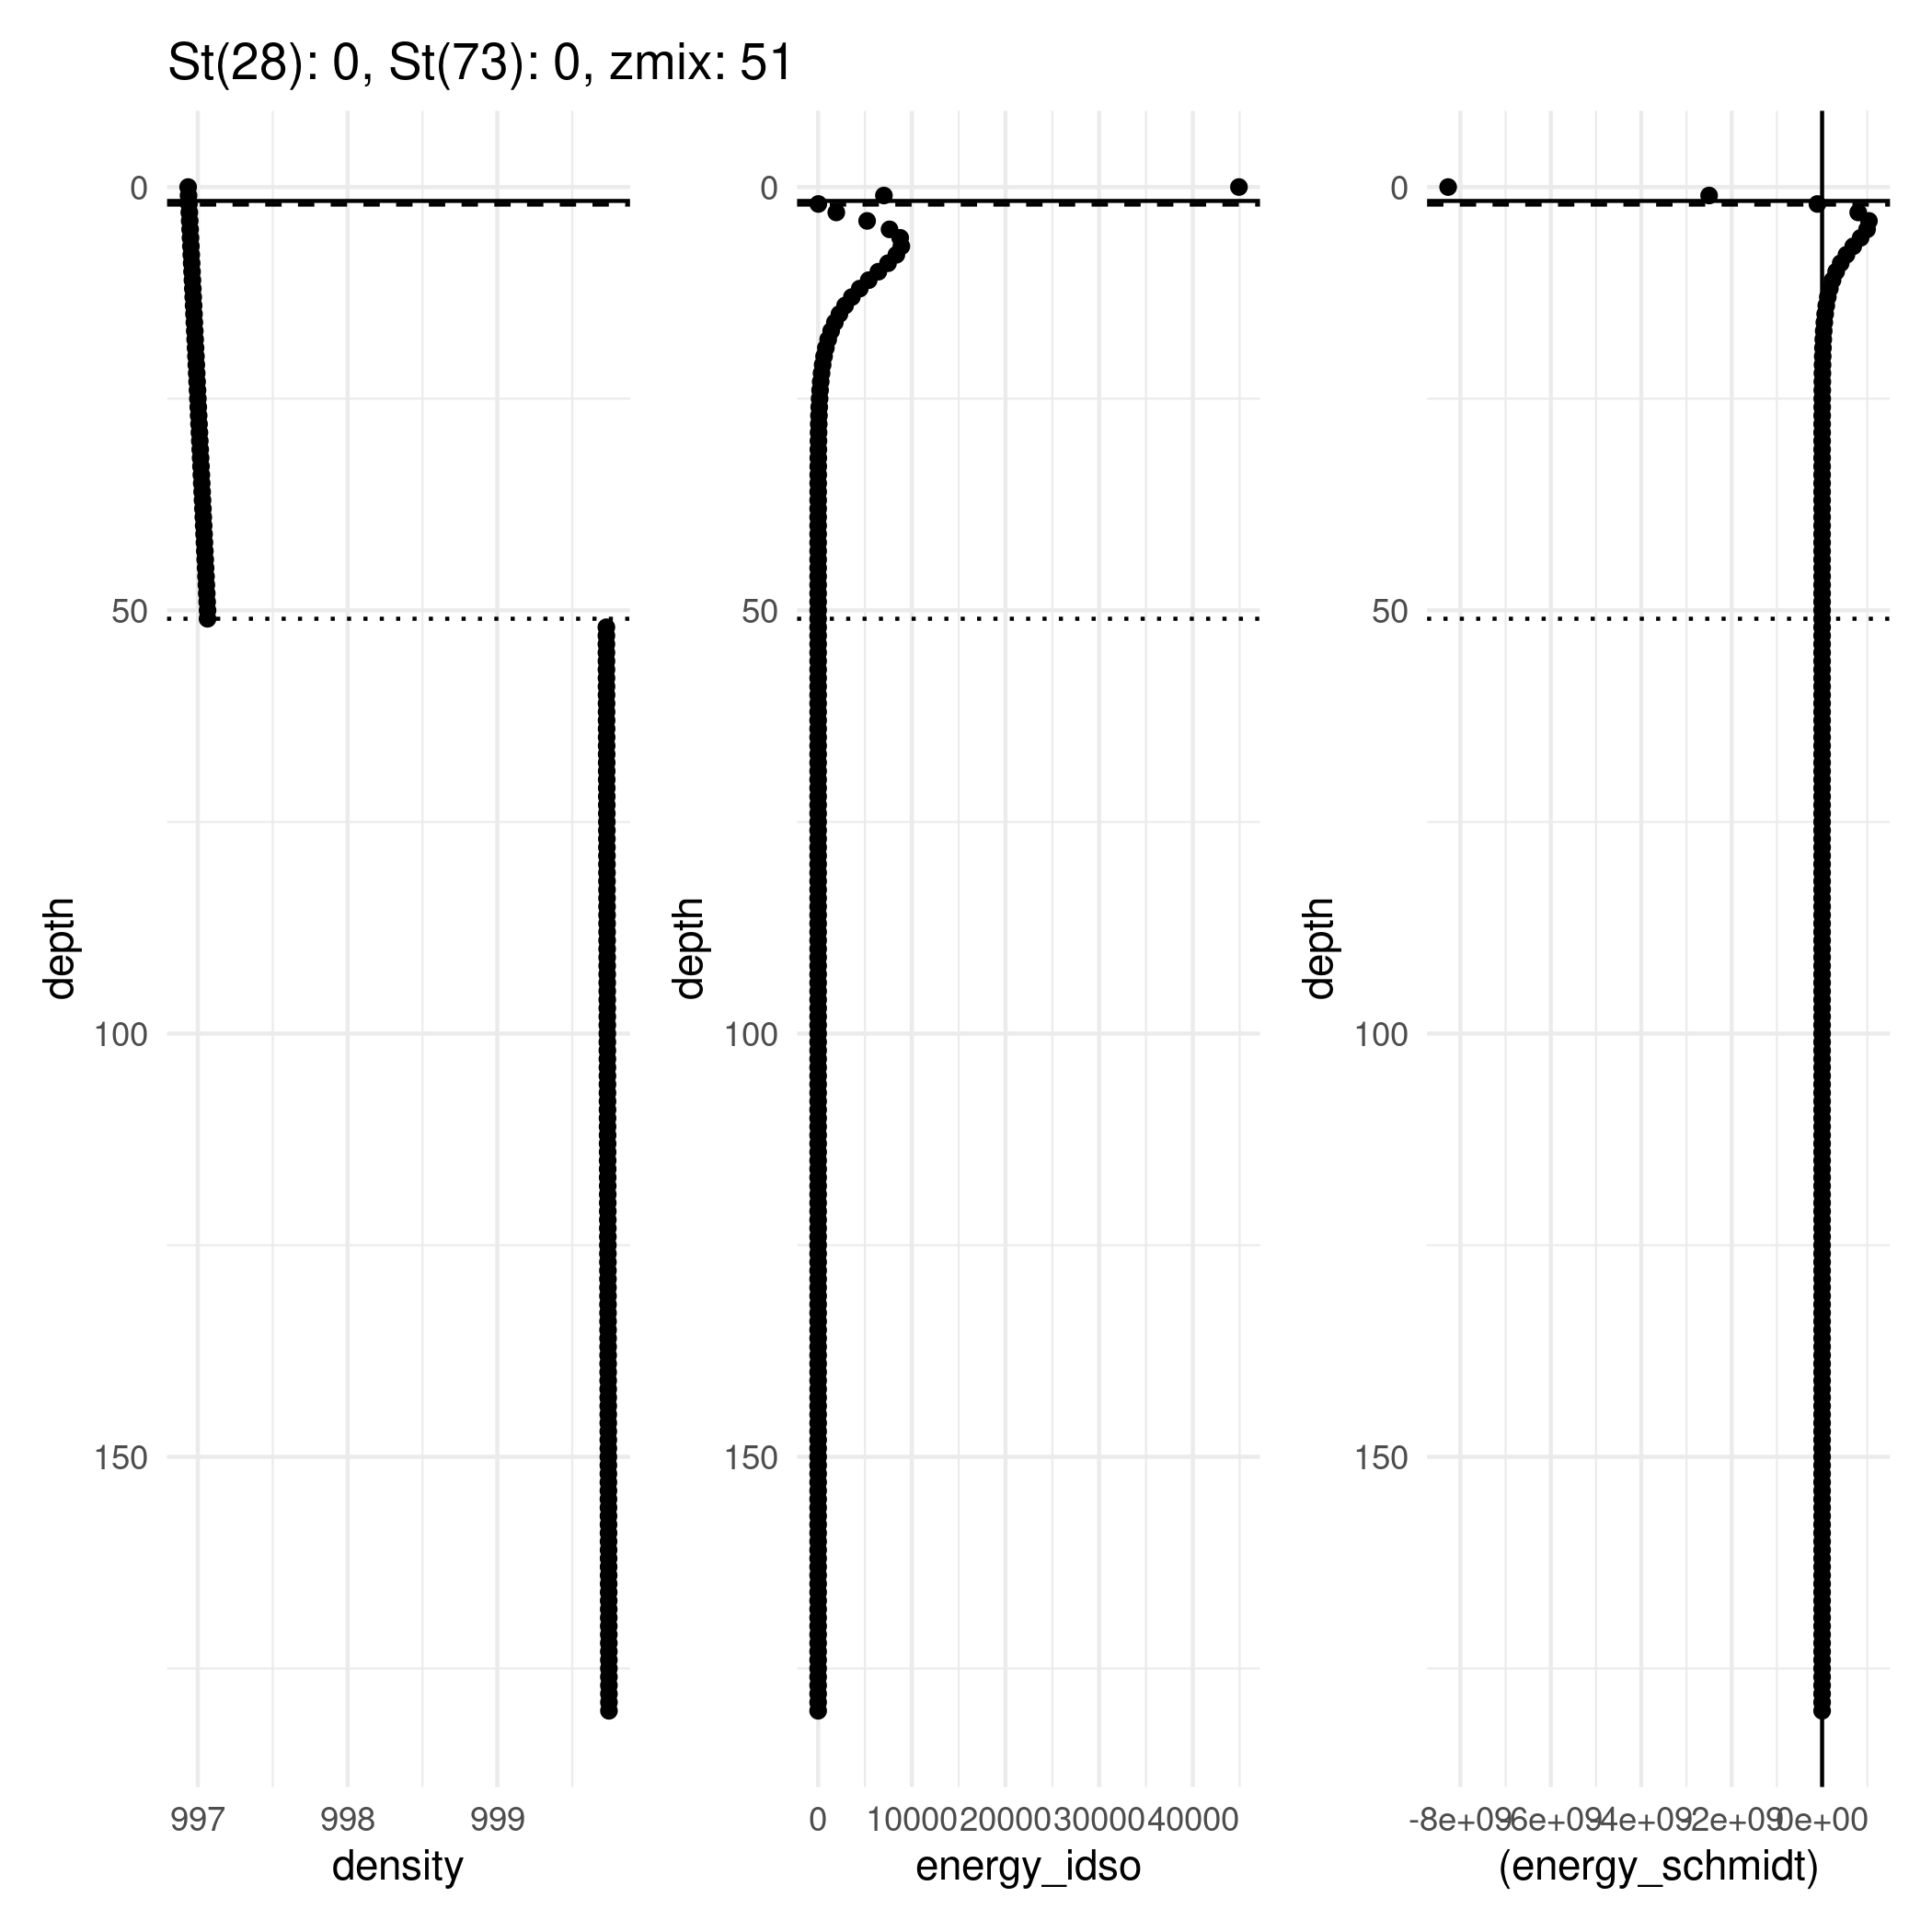 St(28): 0, St(73): 0, zmix: 51
0
50
100
150
depth
997 998 999
density
0
50
100
150
depth
0 10000 20000 30000 40000
energy_idso
0
50
100
150
depth
-8e+09 -6e+09 -4e+09 -2e+09 0e+00
(energy_schmidt)